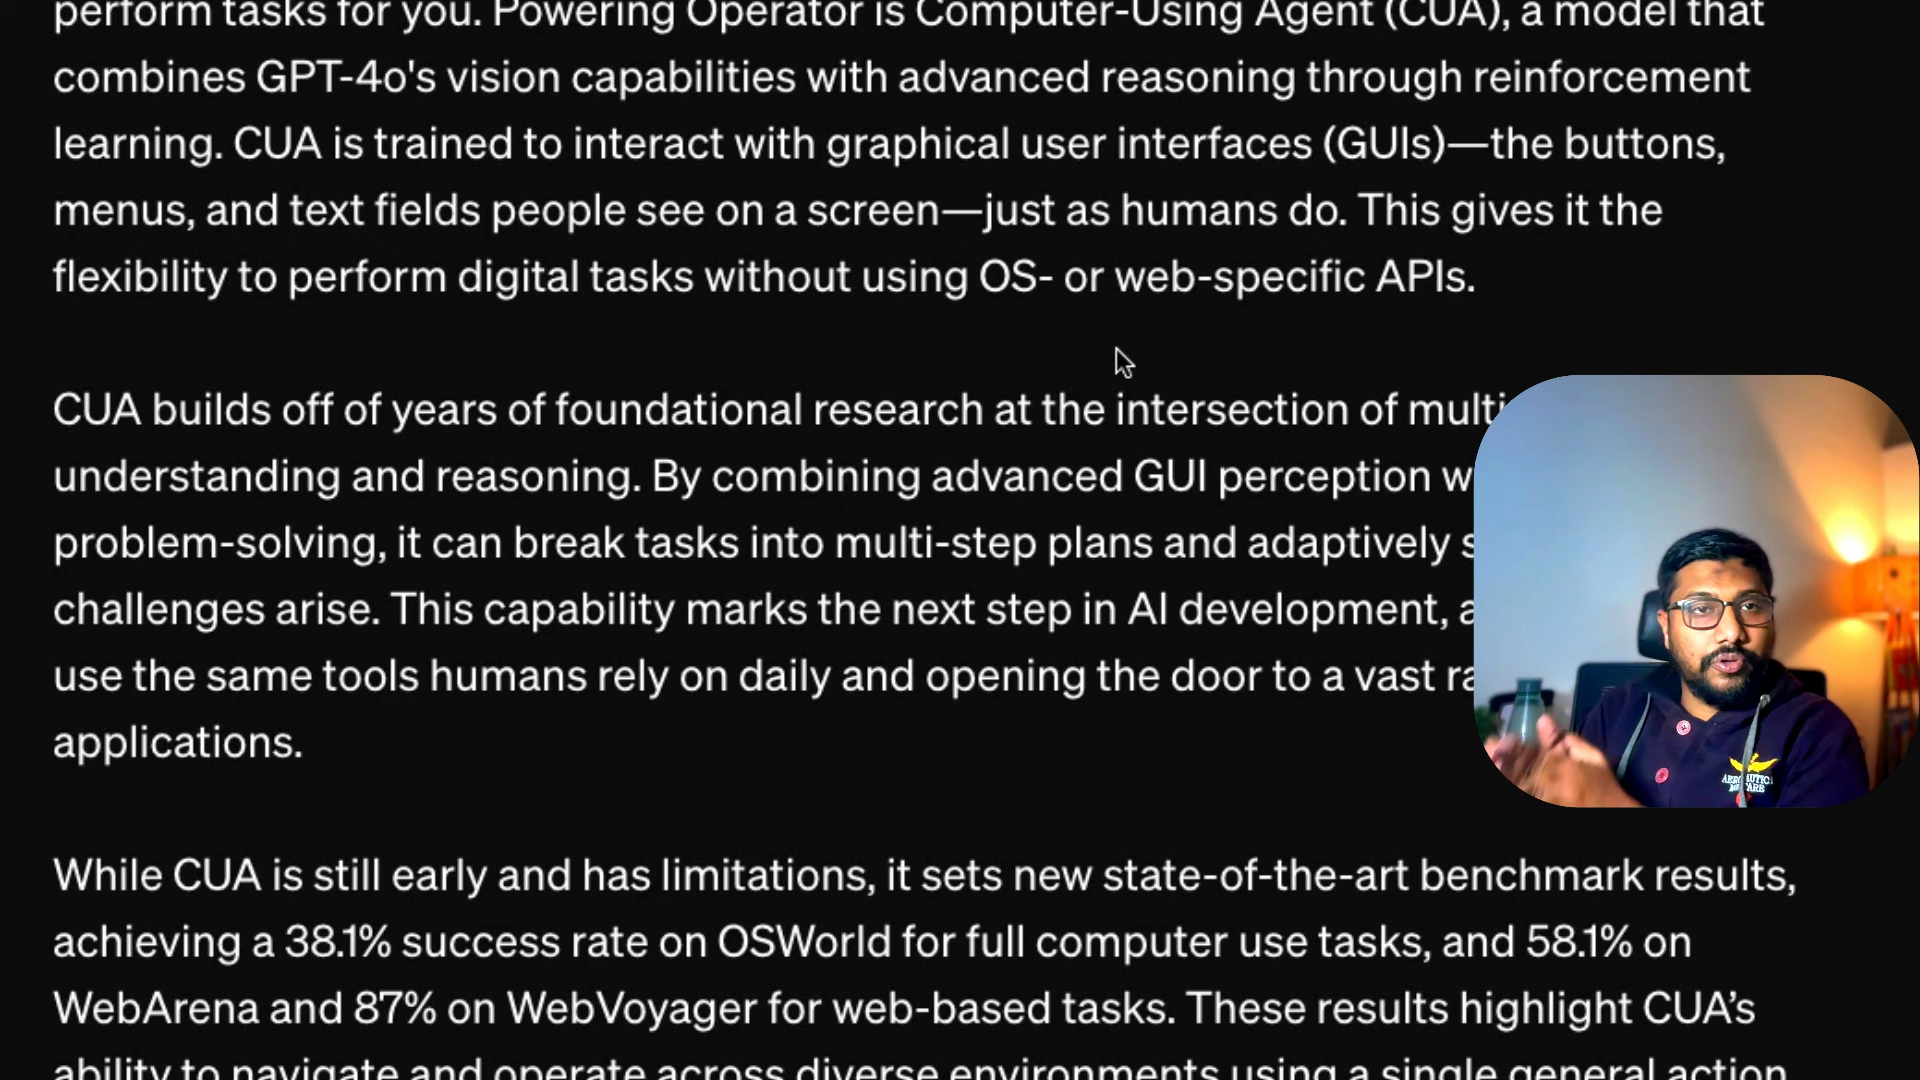 perform tasks for you. Powering Operator is Computer-Using Agent (CUA), a model that
combines GPT-4o's vision capabilities with advanced reasoning through reinforcement
learning. CUA is trained to interact with graphical user interfaces (GUIs)—the buttons,
menus, and text fields people see on a screen—just as humans do. This gives it the
flexibility to perform digital tasks without using OS- or web-specific APIs.
CUA builds off of years of foundational research at the intersection of multi
understanding and reasoning. By combining advanced GUI perception w
problem-solving, it can break tasks into multi-step plans and adaptively s
challenges arise. This capability marks the next step in AI development, a
use the same tools humans rely on daily and opening the door to a vast ra
applications.
While CUA is still early and has limitations, it sets new state-of-the-art benchmark results,
achieving a 38.1% success rate on OSWorld for full computer use tasks, and 58.1% on
WebArena and 87% on WebVoyager for web-based tasks. These results highlight CUA’s
ability to navigate and operate across diverse environments using a single general action